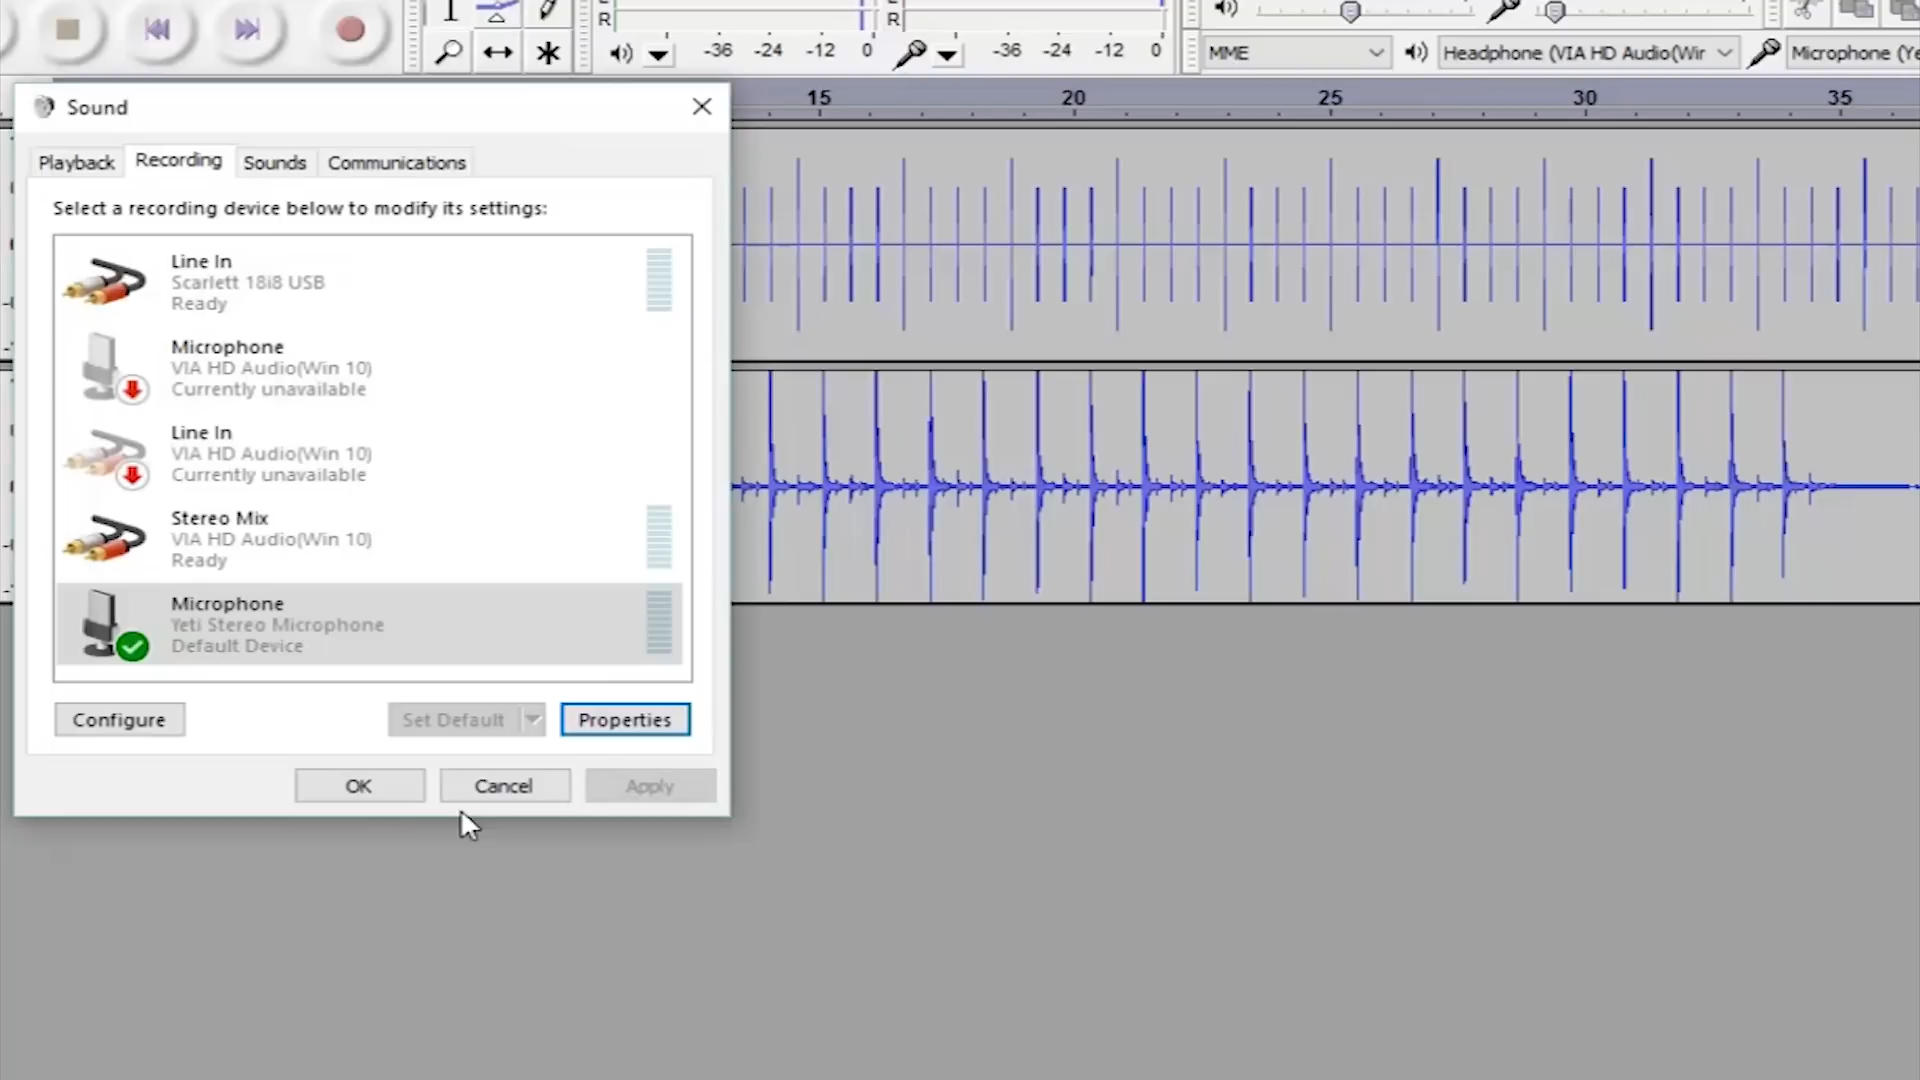 R
R
-36 -24 -12 0
-36 -24 -12 0
MME
Headphone (VIA HD Audio(Wir
Microphone (Ye
Sound
15 20 25 30 35
Playback Recording Sounds Communications
Select a recording device below to modify its settings:
Line In
Scarlett 18i8 USB
Ready
Microphone
VIA HD Audio(Win 10)
Currently unavailable
Line In
VIA HD Audio(Win 10)
Currently unavailable
Stereo Mix
VIA HD Audio(Win 10)
Ready
Microphone
Yeti Stereo Microphone
Default Device
Configure Set Default Properties
OK Cancel Apply